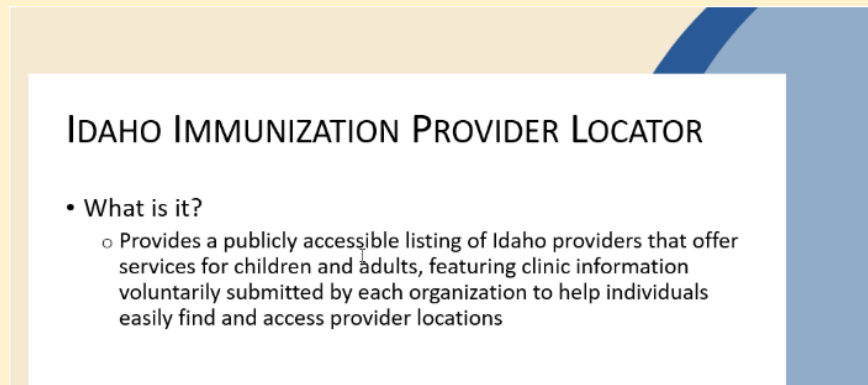 IDAHO IMMUNIZATION PROVIDER LOCATOR
• What is it?
o Provides a publicly accessible listing of Idaho providers that offer
services for children and adults, featuring clinic information
voluntarily submitted by each organization to help individuals
easily find and access provider locations